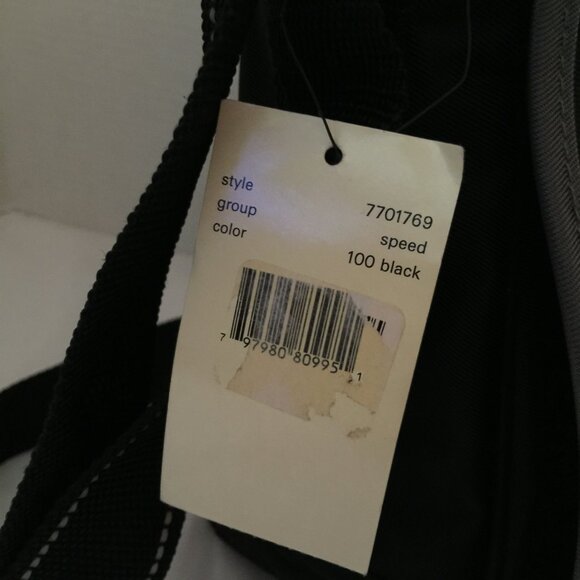 style 7701769
group speed
color 100 black
7 97980 80995 1